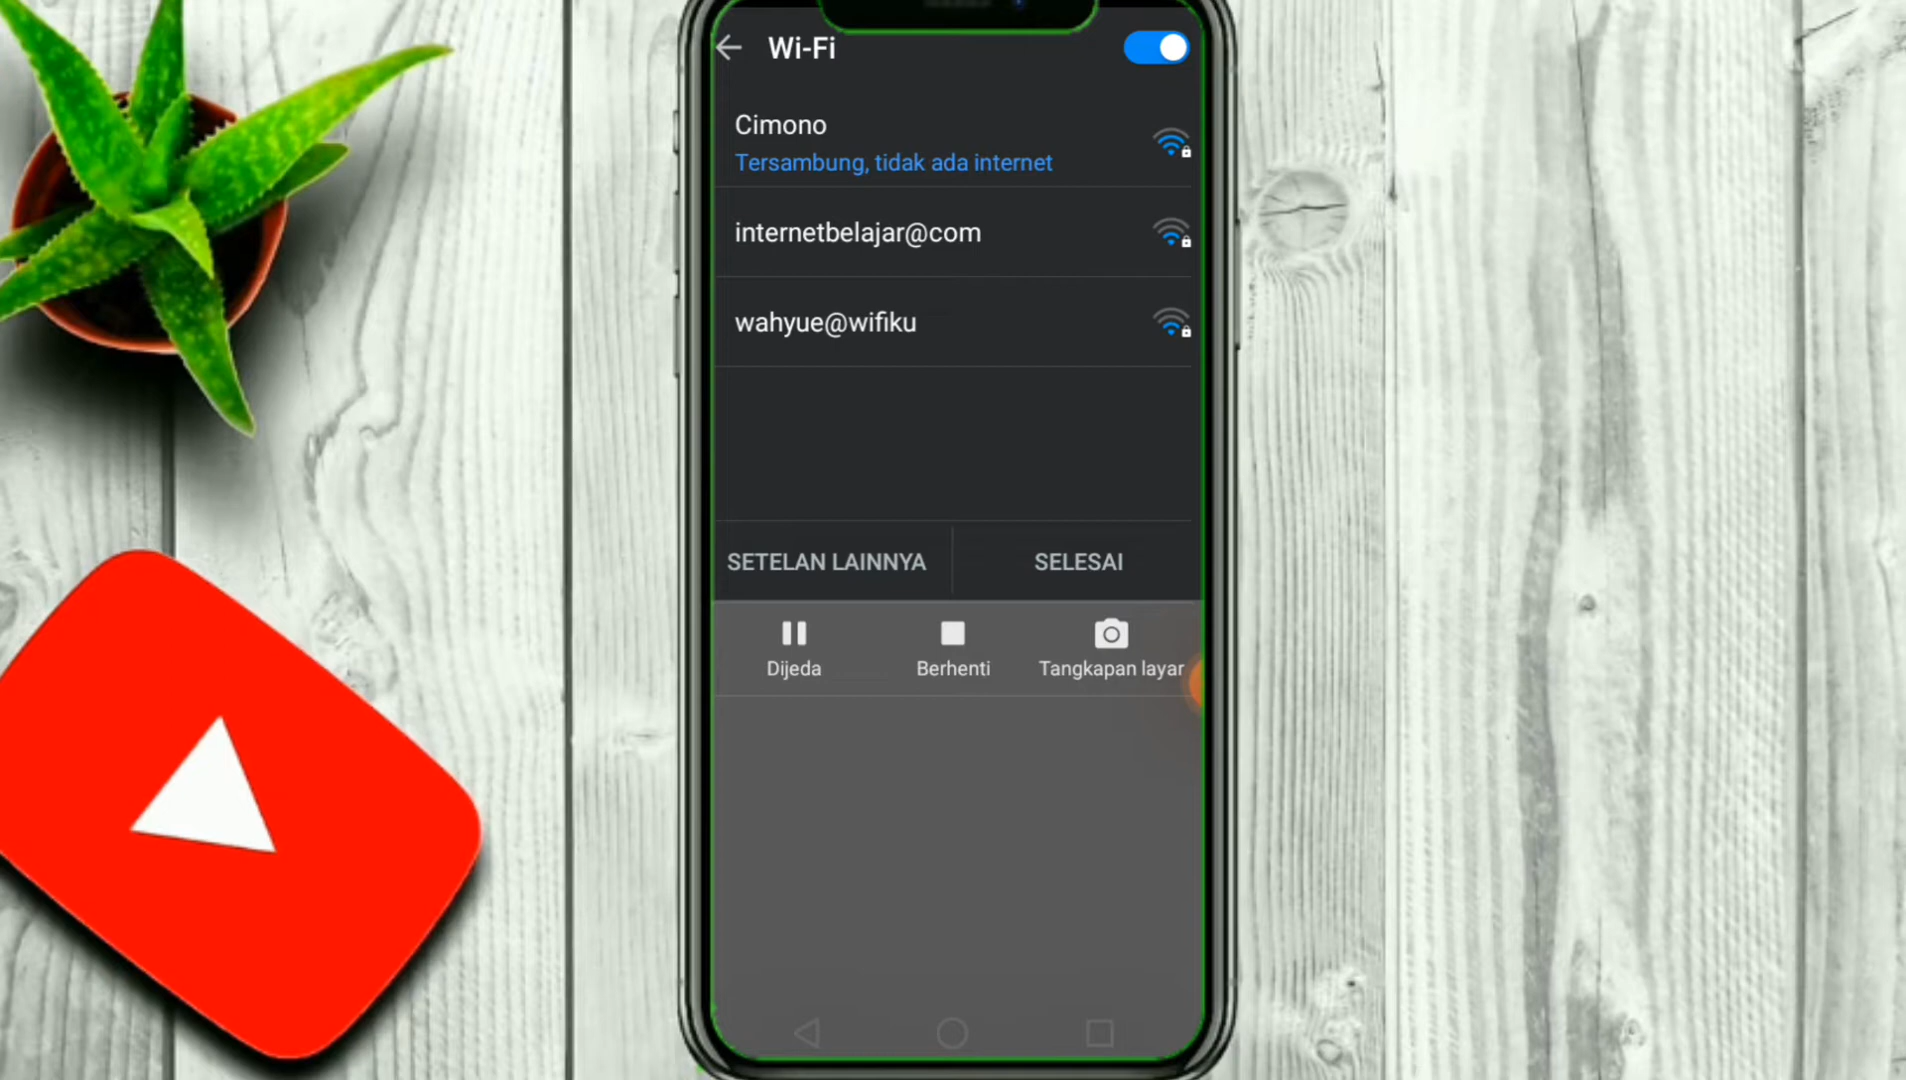 Wi-Fi
Cimono
Tersambung, tidak ada internet
internetbelajar@com
wahyue@wifiku
SETELAN LAINNYA
SELESAI
Dijeda
Berhenti
Tangkapan layar